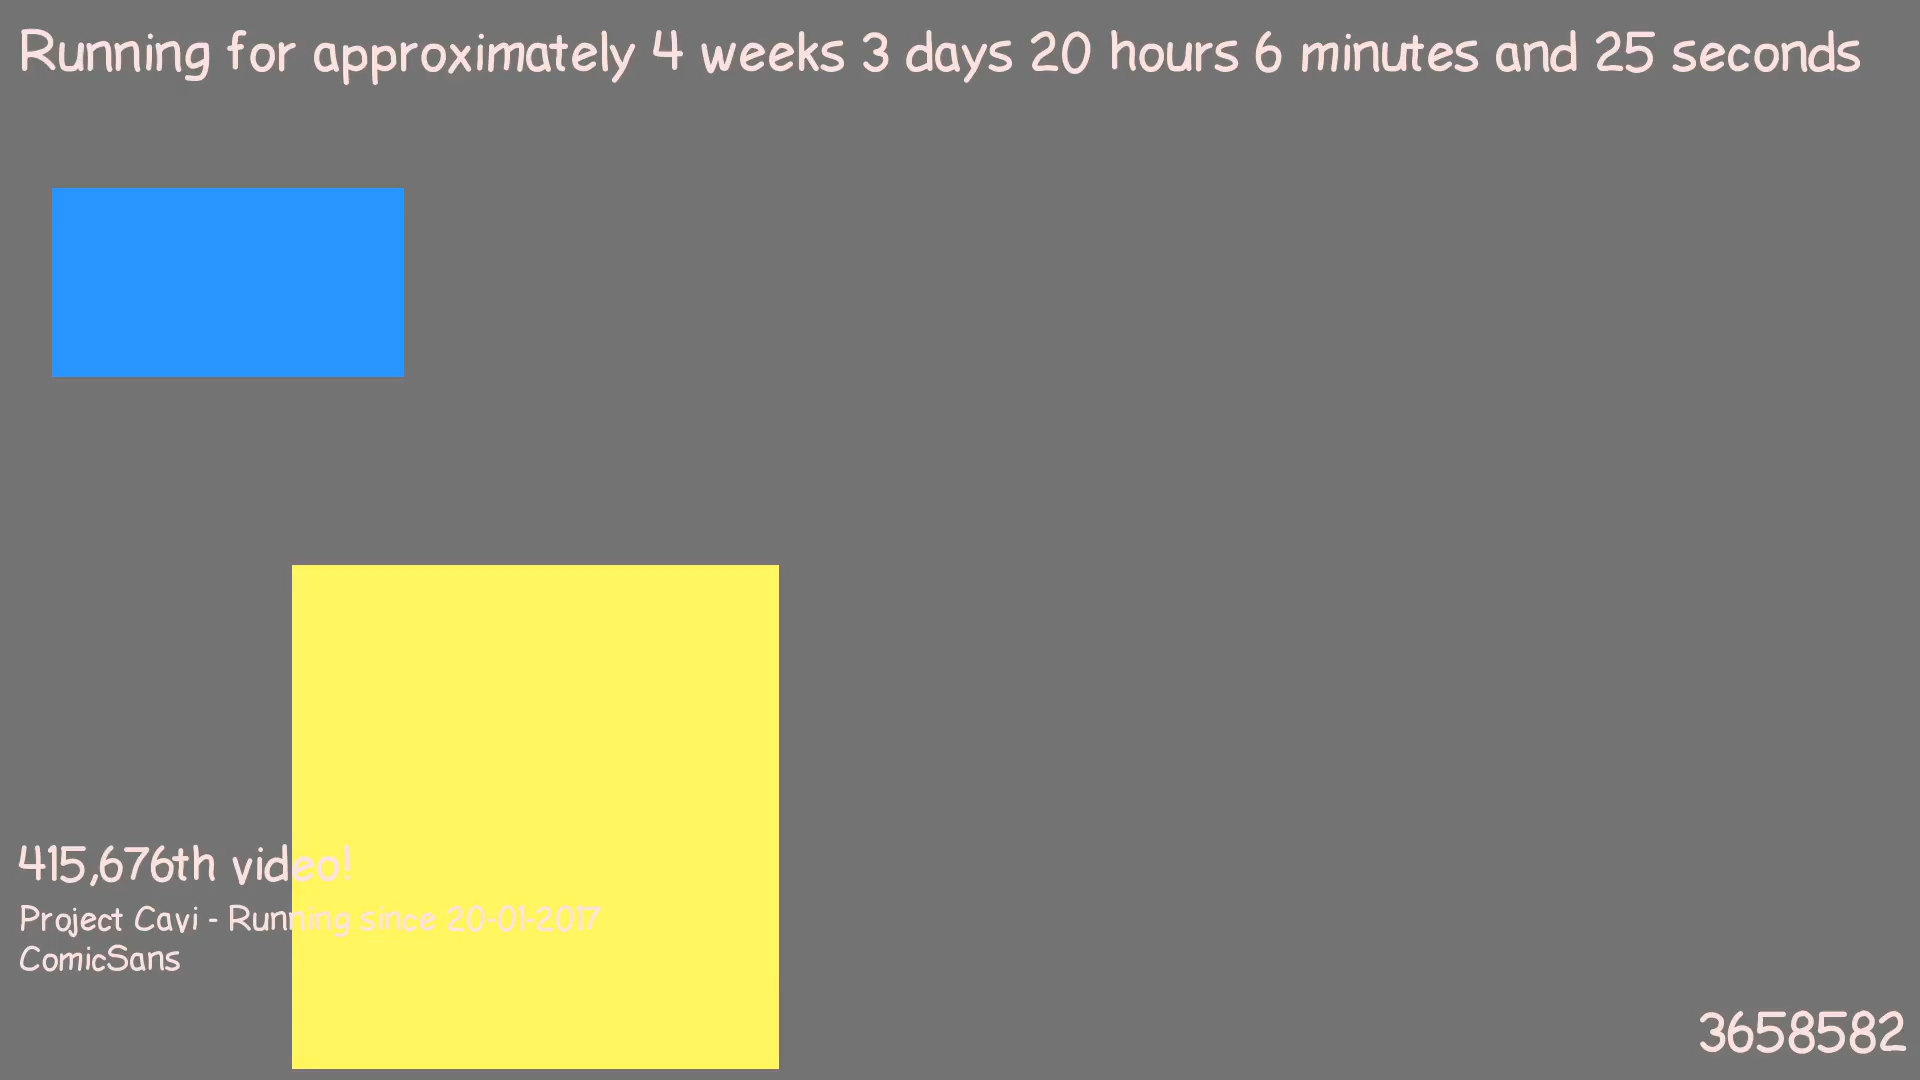 Running for approximately 4 weeks 3 days 20 hours 6 minutes and 25 seconds
415,676th video!
Project Cavi - Running since 20-01-2017
ComicSans
3658582